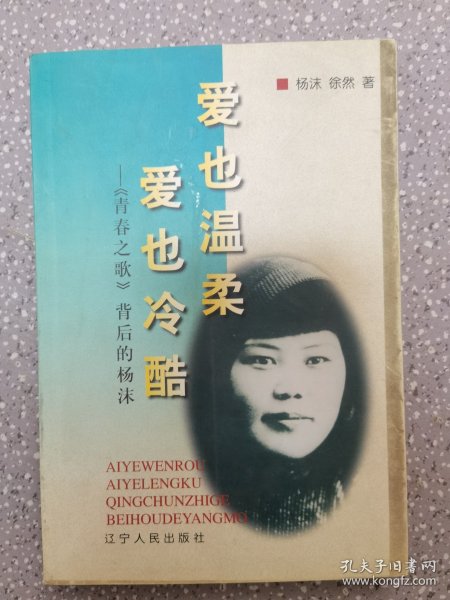 杨沫 徐然 著
爱也温柔
爱也冷酷
——《青春之歌》背后的杨沫
AIYEWENROU
AIYELENGKU
QINGCHUNZHIGE
BEIHOUDEYANGMO
辽宁人民出版社
孔夫子旧书网
www.kongfz.com